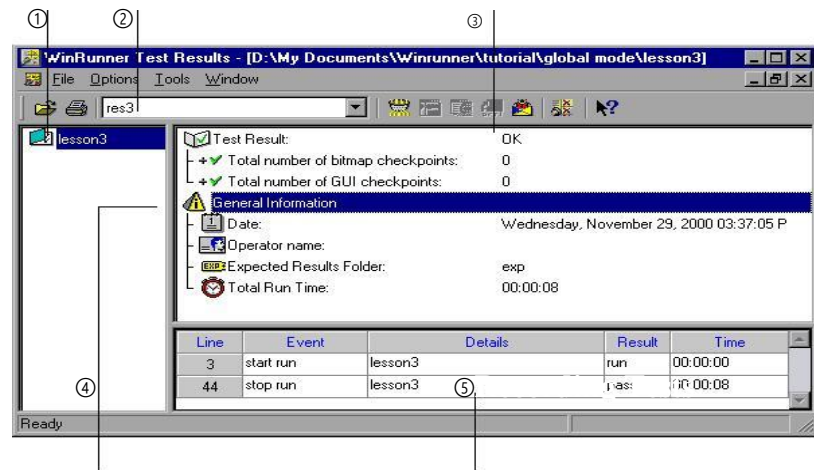 ① ② ③
WinRunner Test Results - [D:\My Documents\Winrunner\tutorial\global mode\lesson3]
File Options Tools Window
res3
lesson3
Test Result: OK
Total number of bitmap checkpoints: 0
Total number of GUI checkpoints: 0
General Information
Date: Wednesday, November 29, 2000 03:37:05 P
Operator name:
Expected Results Folder: exp
Total Run Time: 00:00:08
Line Event Details Result Time
3 start run lesson3 run 00:00:00
44 stop run lesson3 00:00:08
④ ⑤
Ready